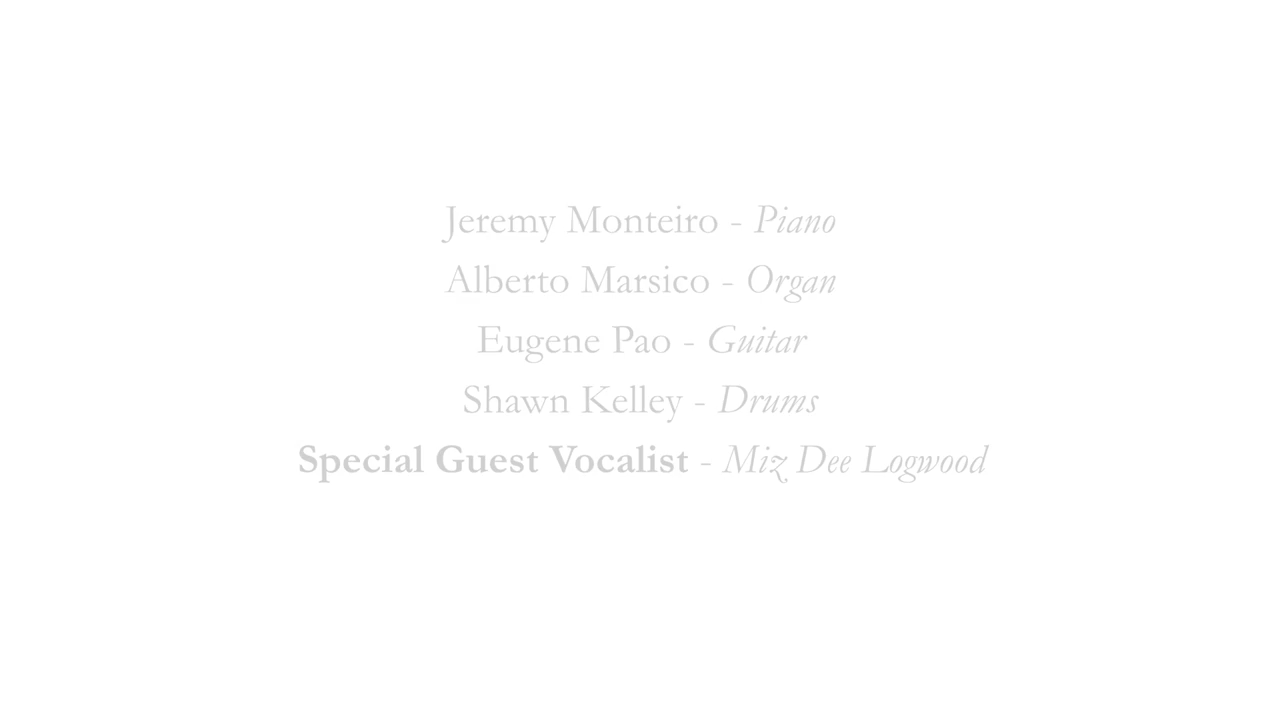 Jeremy Monteiro - Piano
Alberto Marsico - Organ
Eugene Pao - Guitar
Shawn Kelley - Drums
Special Guest Vocalist - Miz Dee Logwood